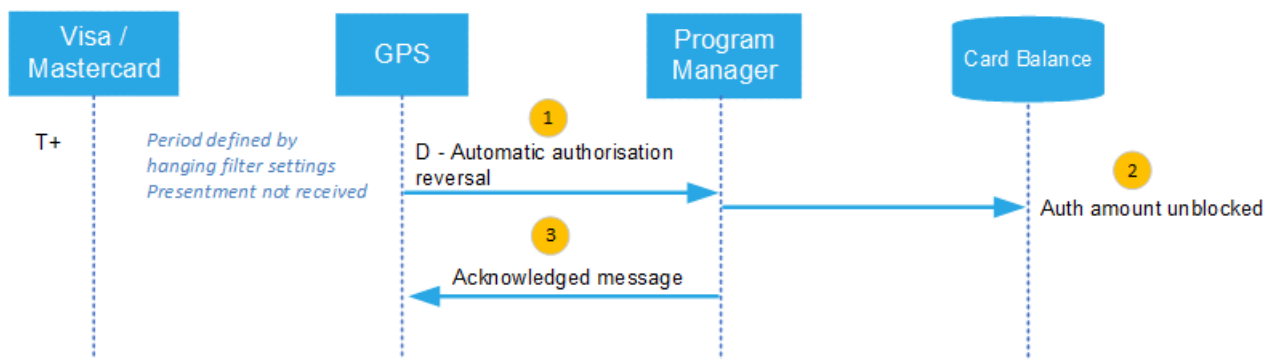 Visa /
Mastercard
GPS
Program
Manager
Card Balance
T+
Period defined by
hanging filter settings
Presentment not received
1
D - Automatic authorisation
reversal
2
Auth amount unblocked
3
Acknowledged message